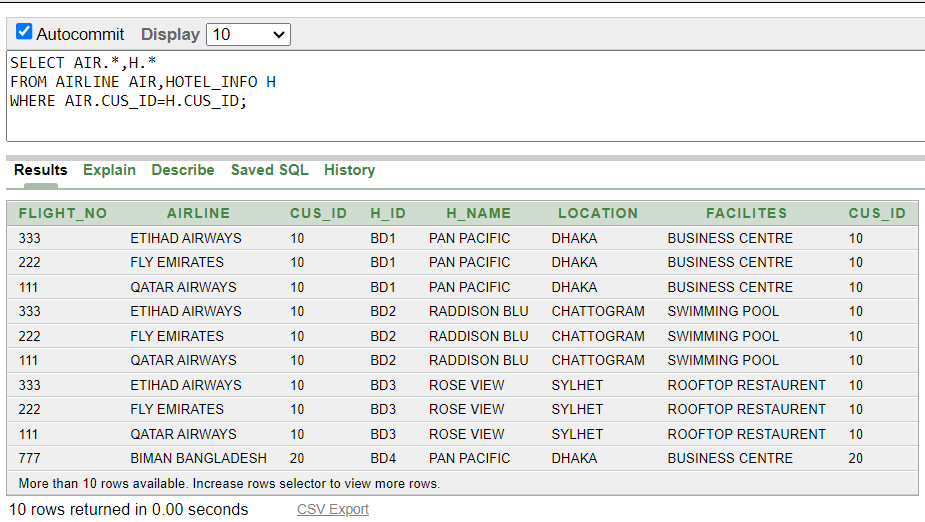 Autocommit Display 10
SELECT AIR.*,H.*
FROM AIRLINE AIR,HOTEL_INFO H
WHERE AIR.CUS_ID=H.CUS_ID;
Results Explain Describe Saved SQL History
FLIGHT_NO AIRLINE CUS_ID H_ID H_NAME LOCATION FACILITES CUS_ID
333 ETIHAD AIRWAYS 10 BD1 PAN PACIFIC DHAKA BUSINESS CENTRE 10
222 FLY EMIRATES 10 BD1 PAN PACIFIC DHAKA BUSINESS CENTRE 10
111 QATAR AIRWAYS 10 BD1 PAN PACIFIC DHAKA BUSINESS CENTRE 10
333 ETIHAD AIRWAYS 10 BD2 RADDISON BLU CHATTOGRAM SWIMMING POOL 10
222 FLY EMIRATES 10 BD2 RADDISON BLU CHATTOGRAM SWIMMING POOL 10
111 QATAR AIRWAYS 10 BD2 RADDISON BLU CHATTOGRAM SWIMMING POOL 10
333 ETIHAD AIRWAYS 10 BD3 ROSE VIEW SYLHET ROOFTOP RESTAURENT 10
222 FLY EMIRATES 10 BD3 ROSE VIEW SYLHET ROOFTOP RESTAURENT 10
111 QATAR AIRWAYS 10 BD3 ROSE VIEW SYLHET ROOFTOP RESTAURENT 10
777 BIMAN BANGLADESH 20 BD4 PAN PACIFIC DHAKA BUSINESS CENTRE 20
More than 10 rows available. Increase rows selector to view more rows.
10 rows returned in 0.00 seconds CSV Export